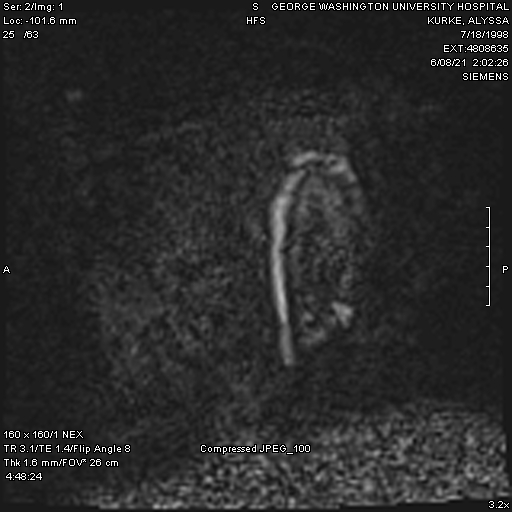 Ser: 2/Img: 1
Loc: -101.6 mm
25 /63
S
HFS
GEORGE WASHINGTON UNIVERSITY HOSPITAL
KURKE, ALYSSA
7/18/1998
EXT:4808635
6/08/21 2:02:26
SIEMENS
A
P
160 x 160/1 NEX
TR 3.1/TE 1.4/Flip Angle 8
Thk 1.6 mm/FOV* 26 cm
4:48:24
Compressed JPEG_100
3.2x